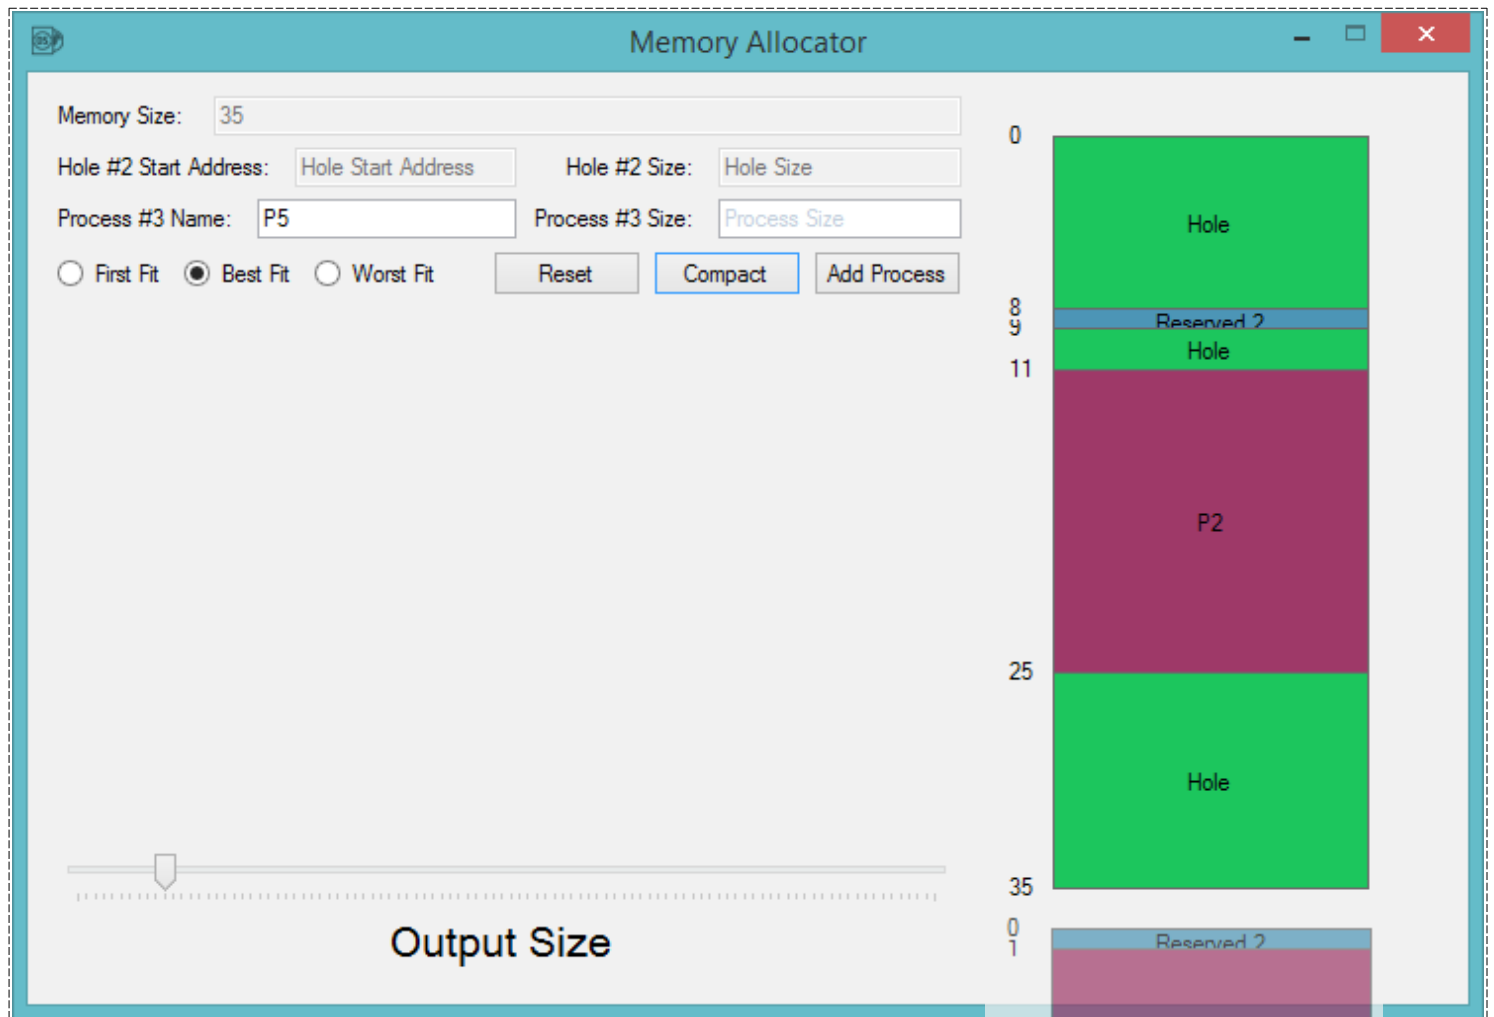 Memory Allocator
Memory Size: 35
Hole #2 Start Address: Hole Start Address Hole #2 Size: Hole Size
Process #3 Name: P5 Process #3 Size: Process Size
First Fit Best Fit Worst Fit Reset Compact Add Process
0
Hole
8
Reserved 2
9
Hole
11
P2
25
Hole
35
0
Reserved 2
1
Output Size